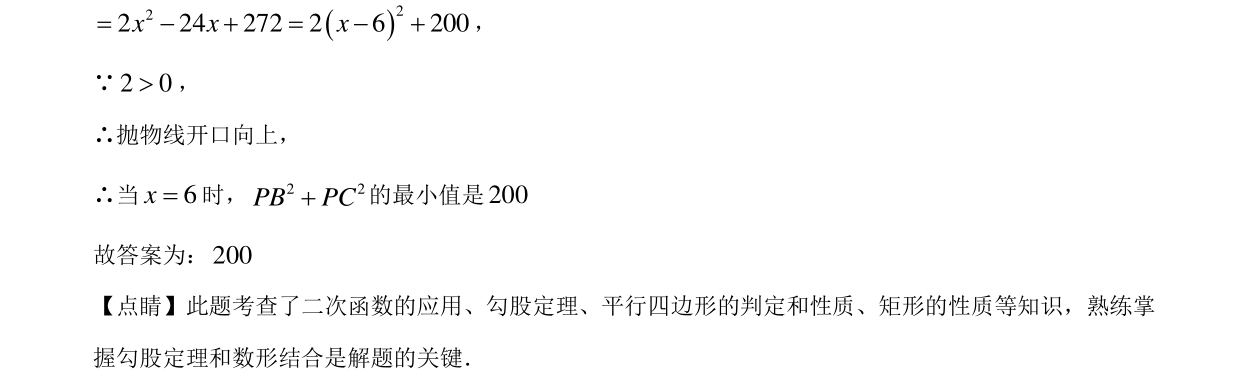 = 2x² − 24x + 272 = 2(x−6)² + 200，
∵ 2 > 0，
∴抛物线开口向上，
∴当 x = 6 时， PB² + PC² 的最小值是 200
故答案为： 200
【点睛】此题考查了二次函数的应用、勾股定理、平行四边形的判定和性质、矩形的性质等知识，熟练掌
握勾股定理和数形结合是解题的关键．